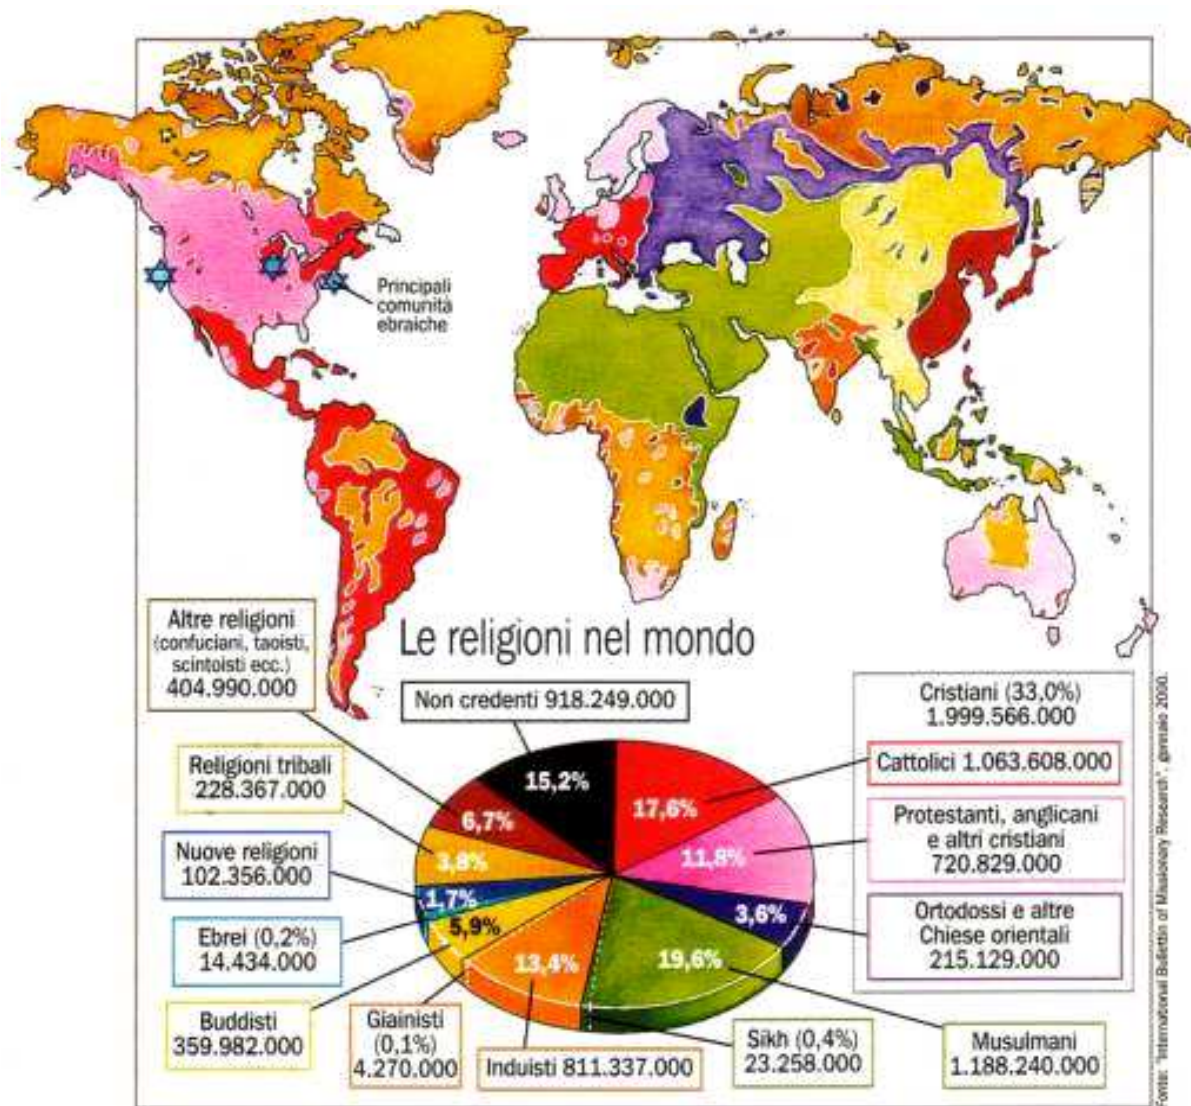 Principali
comunità
ebraiche
Le religioni nel mondo
Altre religioni
(confuciani, taoisti,
scintoisti ecc.)
404.990.000
Non credenti 918.249.000
Cristiani (33,0%)
1.999.566.000
Religioni tribali
228.367.000
Cattolici 1.063.608.000
Nuove religioni
102.356.000
Protestanti, anglicani
e altri cristiani
720.829.000
Ebrei (0,2%)
14.434.000
Ortodossi e altre
Chiese orientali
215.129.000
Buddisti
359.982.000
Giainisti
(0,1%)
4.270.000
Induisti 811.337.000
Sikh (0,4%)
23.258.000
Musulmani
1.188.240.000
15,2%
17,6%
6,7%
11,8%
3,8%
1,7%
3,6%
5,9%
13,4%
19,6%
Fonte: "International Bulletin of Missionary Research", gennaio 2000.